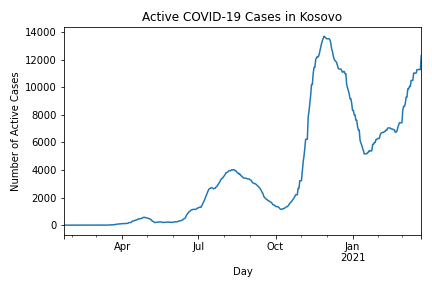 Active COVID-19 Cases in Kosovo
14000
12000
10000
8000
6000
4000
2000
0
Number of Active Cases
Apr
Jul
Oct
Jan
2021
Day